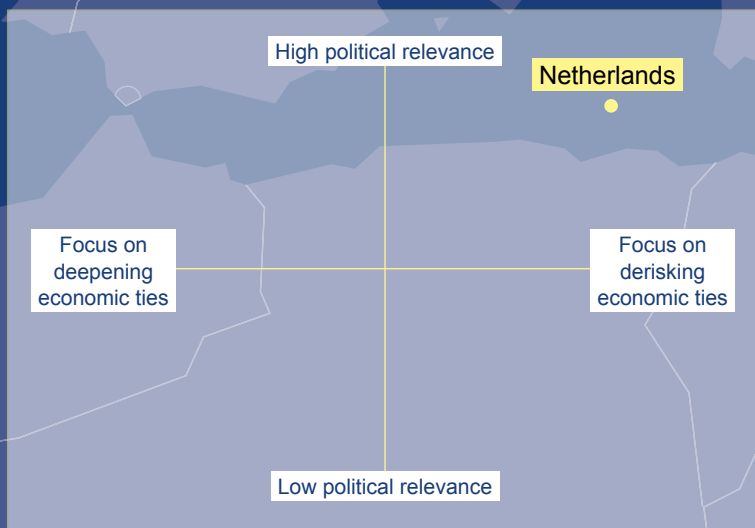 High political relevance
Netherlands
Focus on
deepening
economic ties
Focus on
derisking
economic ties
Low political relevance